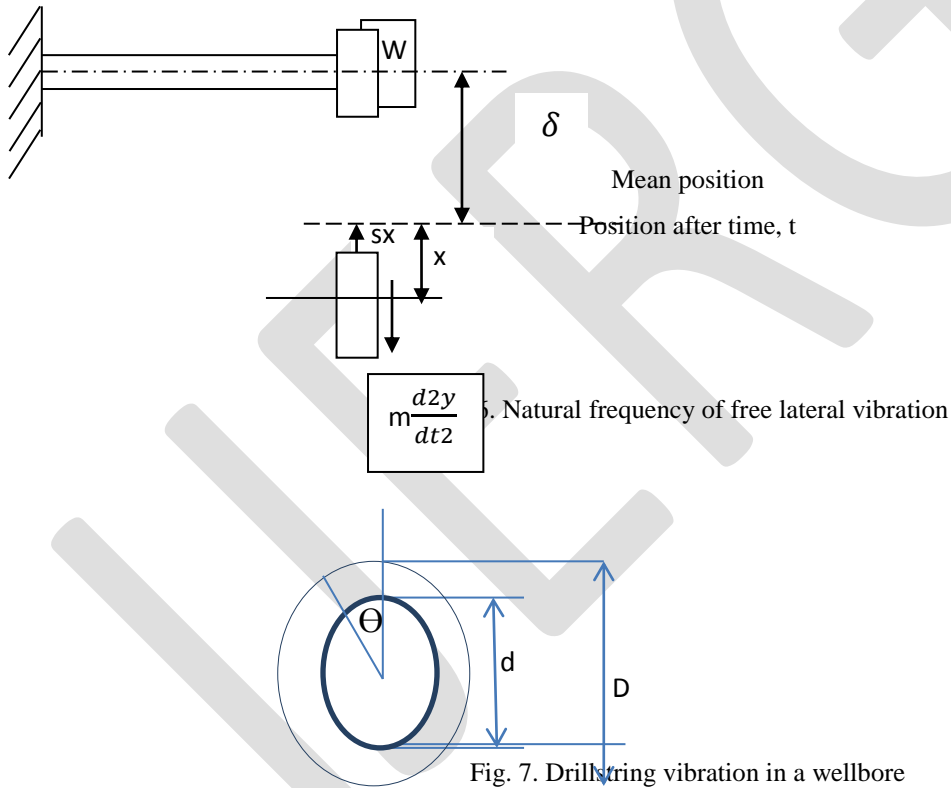 W
δ
Mean position
Position after time, t
sx
x
m d2y
dt2
6. Natural frequency of free lateral vibration
Θ
d
D
Fig. 7. Drillstring vibration in a wellbore